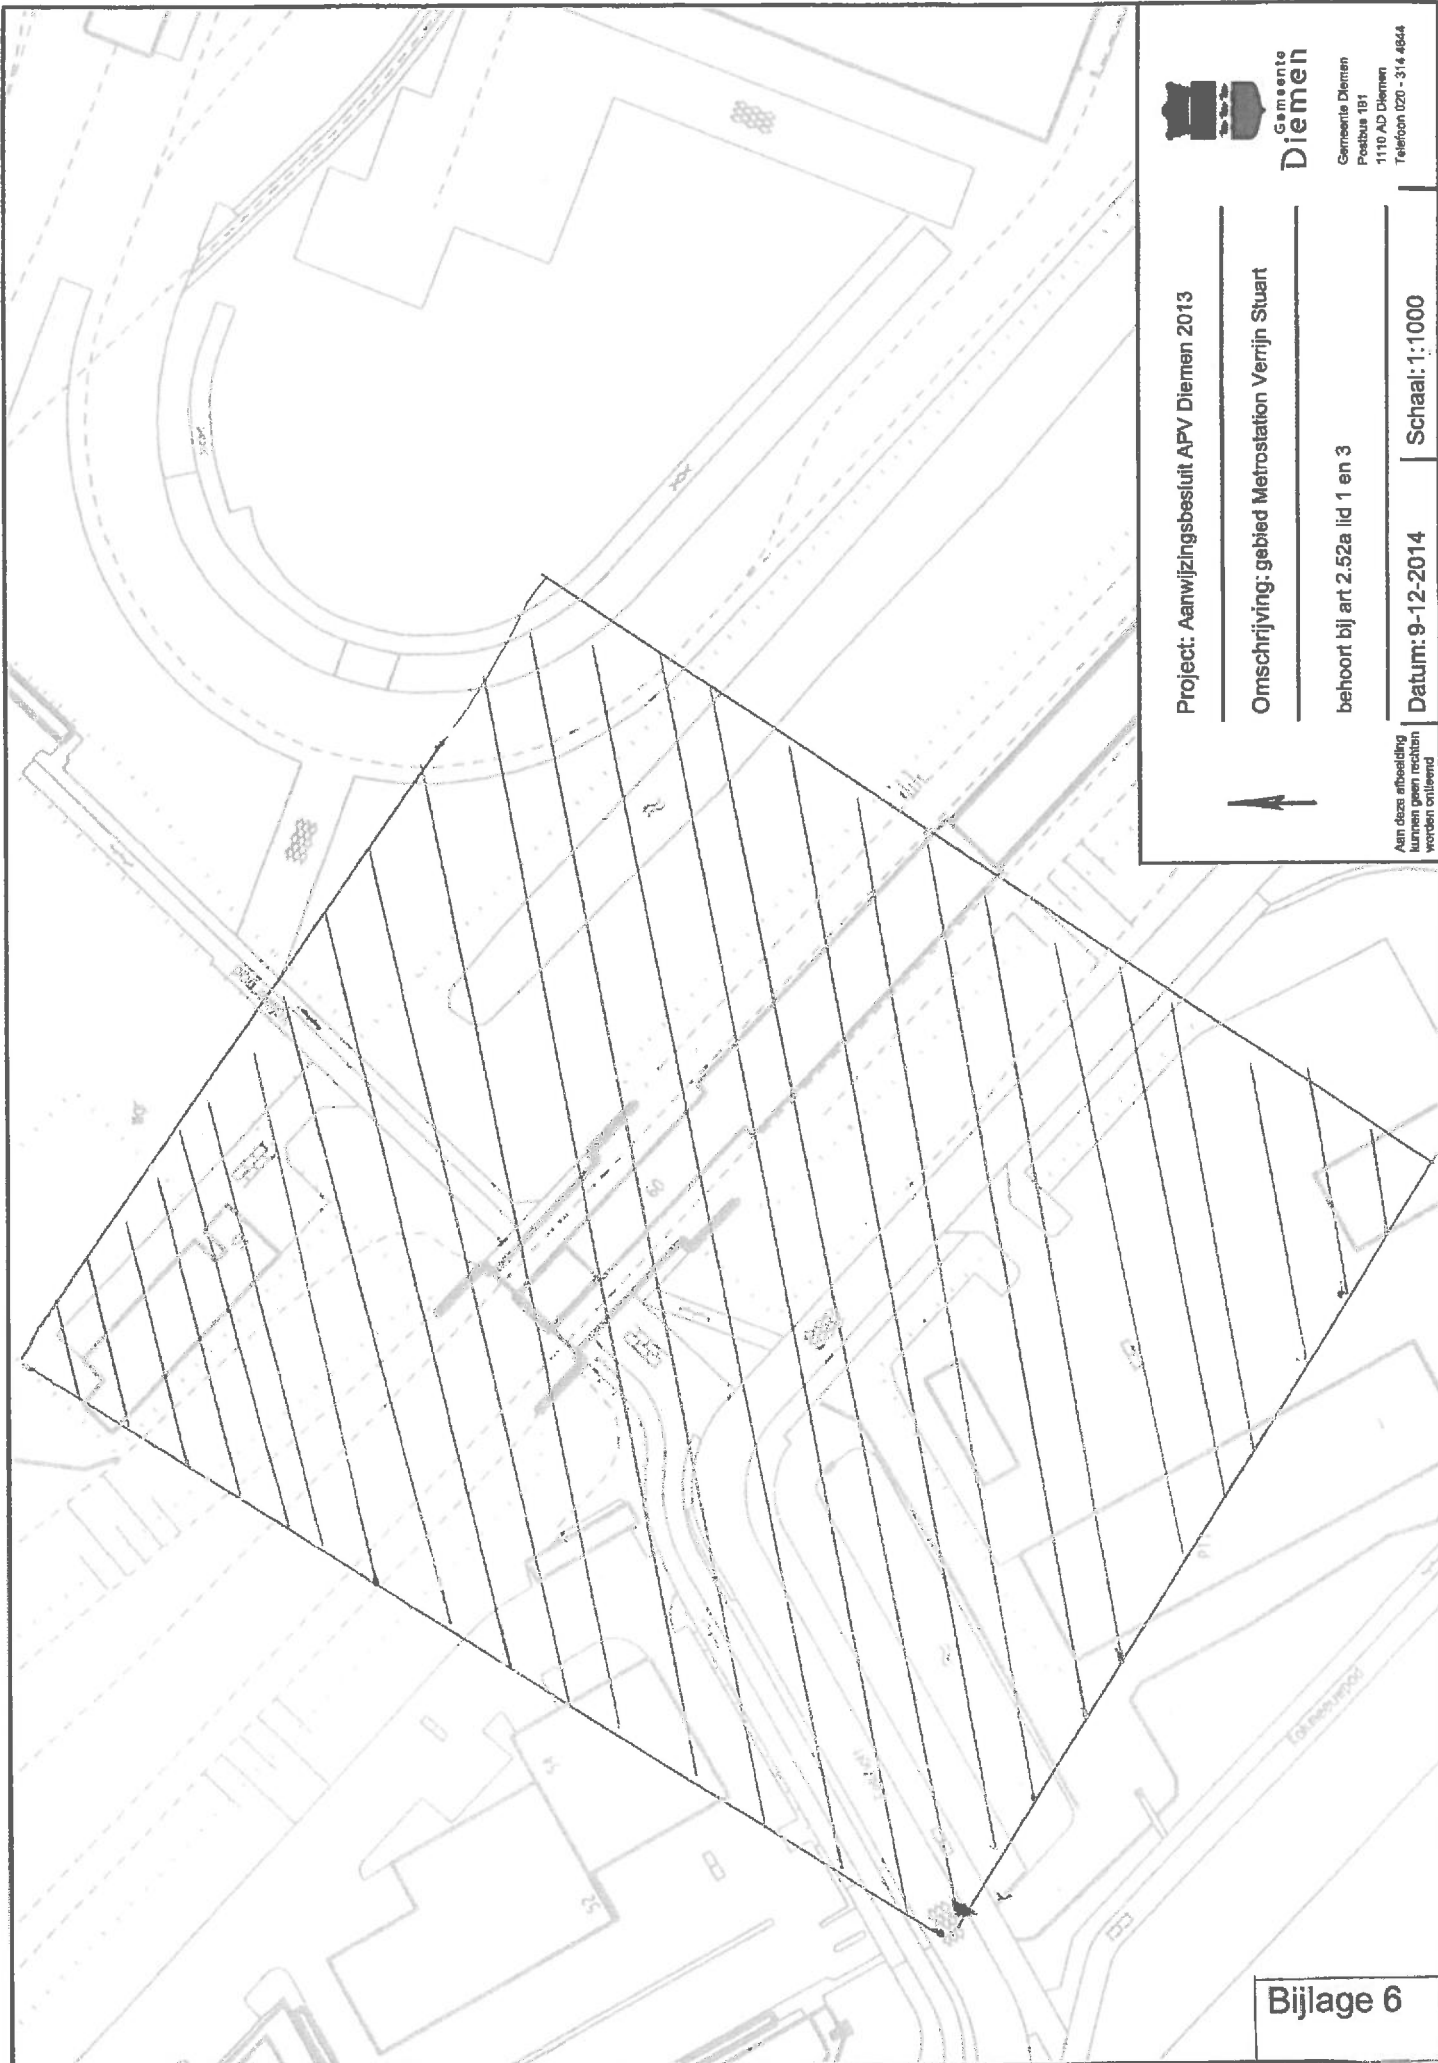 Gemeente
Diemen
Gemeente Diemen
Postbus 191
1110 AD Diemen
Telefoon 020 - 314 4644
Project: Aanwijzingsbesluit APV Diemen 2013
Omschrijving: gebied Metrostation Verrijn Stuart
behoort bij art 2.52a lid 1 en 3
Aan deze afbeelding
kunnen geen rechten
worden ontleend
Datum: 9-12-2014
Schaal: 1:1000
60
25
Bijlage 6